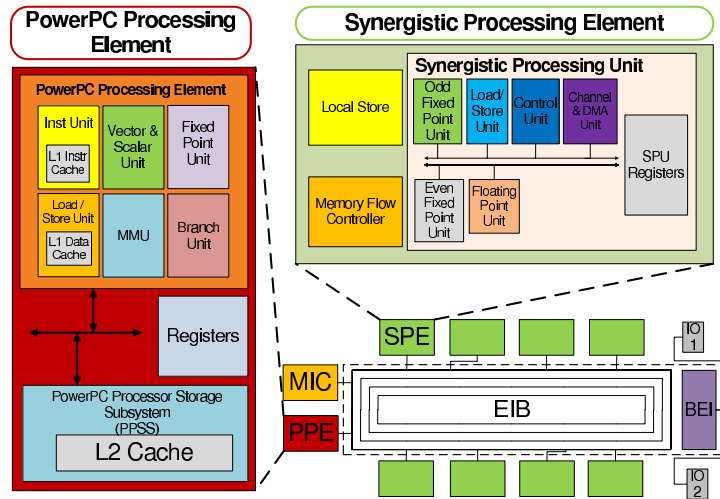 PowerPC Processing
Element
Synergistic Processing Element
PowerPC Processing Element
Inst Unit
L1 Instr
Cache
Vector &
Scalar
Unit
Fixed
Point Unit
Load /
Store Unit
L1 Data
Cache
MMU
Branch
Unit
Registers
PowerPC Processor Storage
Subsystem
(PPSS)
L2 Cache
Local Store
Memory Flow
Controller
Synergistic Processing Unit
Odd
Fixed
Point
Unit
Load/
Store
Unit
Control
Unit
Channel
& DMA
Unit
SPU
Registers
Even
Fixed
Point
Unit
Floating
Point
Unit
SPE
IO
1
MIC
EIB
BEI
PPE
IO
2